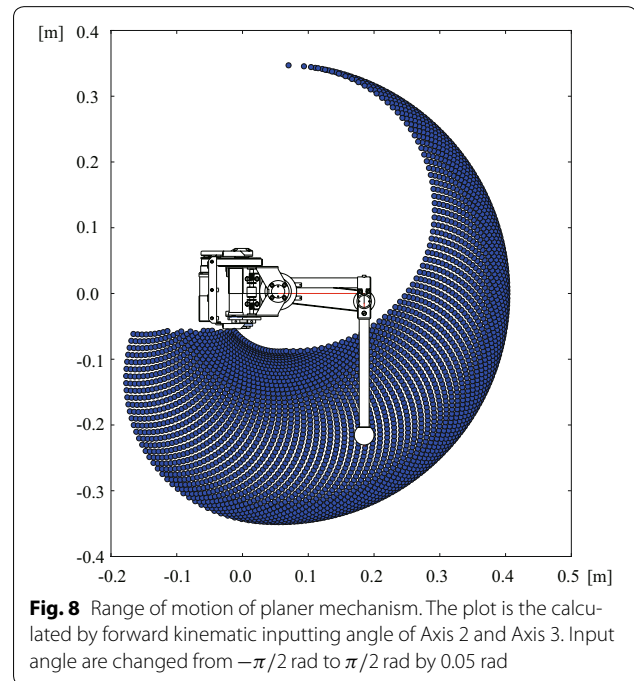 [m]
0.4
0.3
0.2
0.1
0.0
-0.1
-0.2
-0.3
-0.4
-0.2 -0.1 0.0 0.1 0.2 0.3 0.4 0.5 [m]
Fig. 8 Range of motion of planer mechanism. The plot is the calcu-
lated by forward kinematic inputting angle of Axis 2 and Axis 3. Input
angle are changed from −π/2 rad to π/2 rad by 0.05 rad